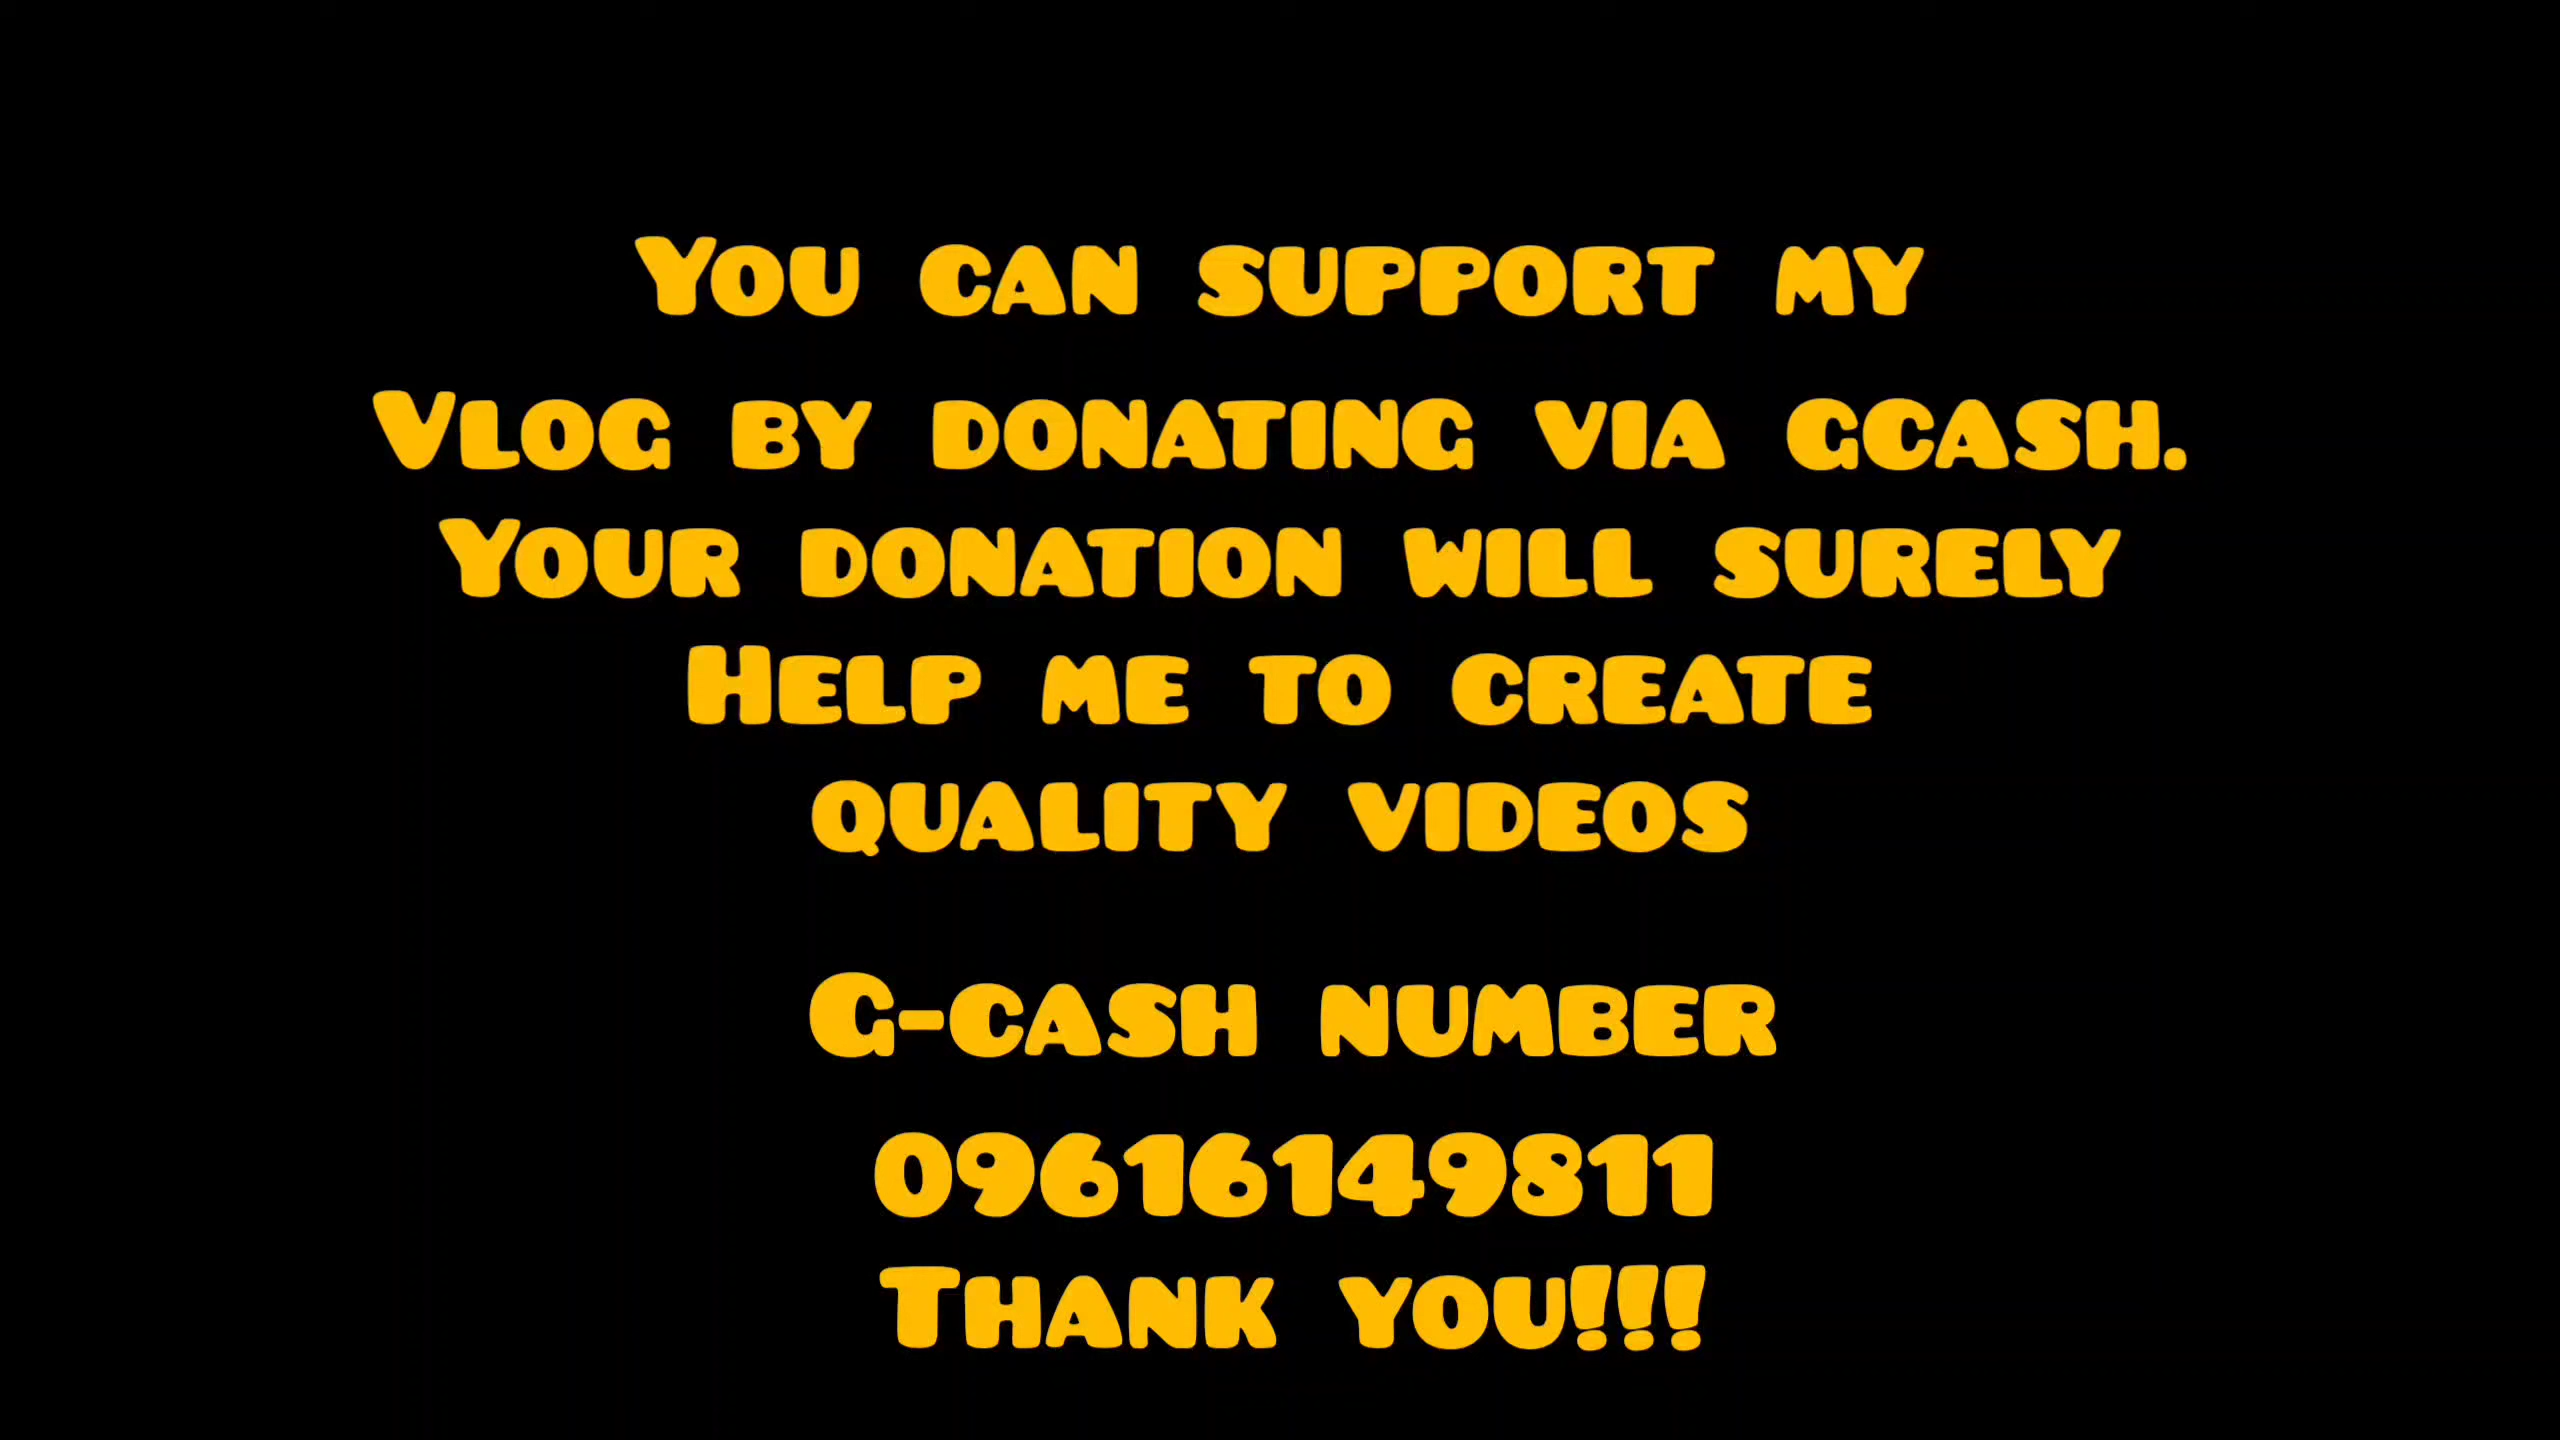 You can support my
Vlog by donating via gcash.
Your donation will surely
Help me to create
quality videos
G-cash number
09616149811
Thank you!!!